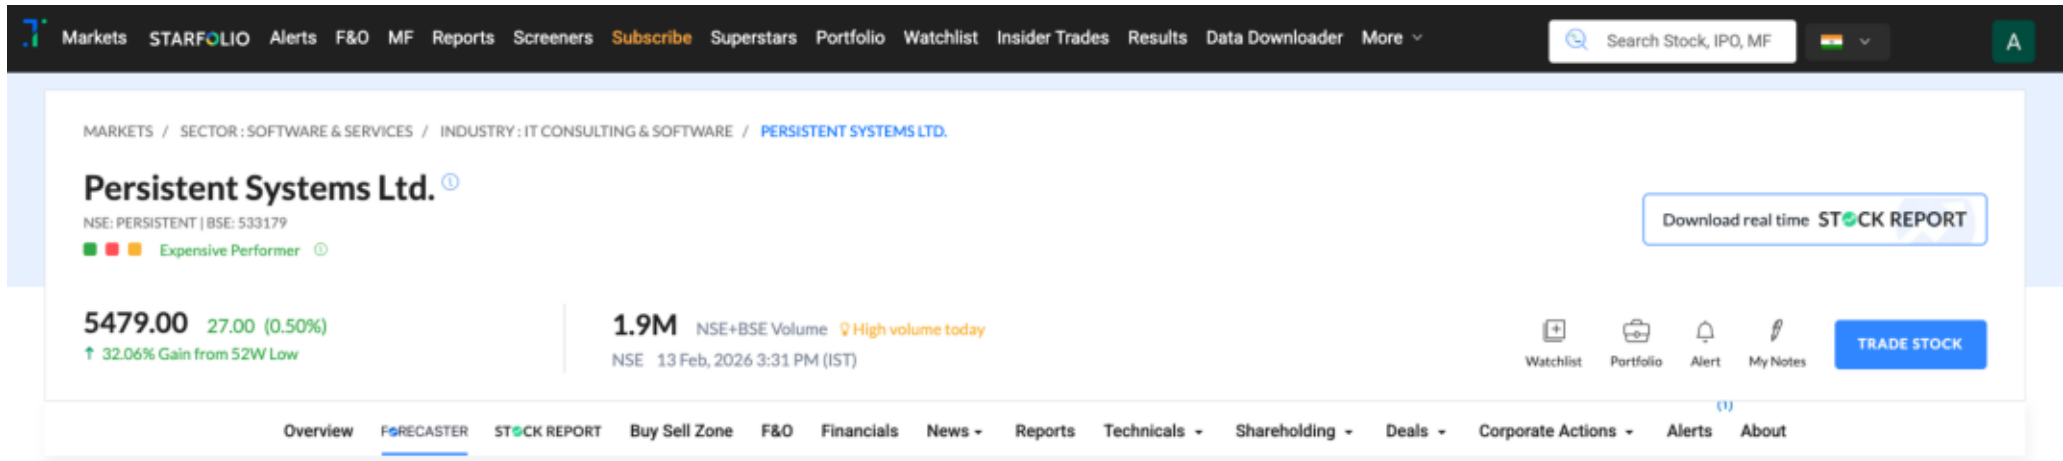 Markets STARFOLIO Alerts F&O MF Reports Screeners Subscribe Superstars Portfolio Watchlist Insider Trades Results Data Downloader More Search Stock, IPO, MF A
MARKETS / SECTOR : SOFTWARE & SERVICES / INDUSTRY : IT CONSULTING & SOFTWARE / PERSISTENT SYSTEMS LTD.
Persistent Systems Ltd.
NSE: PERSISTENT | BSE: 533179
Download real time STOCK REPORT
Expensive Performer
5479.00 27.00 (0.50%)
1.9M NSE+BSE Volume High volume today
↑ 32.06% Gain from 52W Low
NSE 13 Feb, 2026 3:31 PM (IST)
Watchlist Portfolio Alert My Notes TRADE STOCK
(1)
Overview FORECASTER STOCK REPORT Buy Sell Zone F&O Financials News Reports Technicals Shareholding Deals Corporate Actions Alerts About